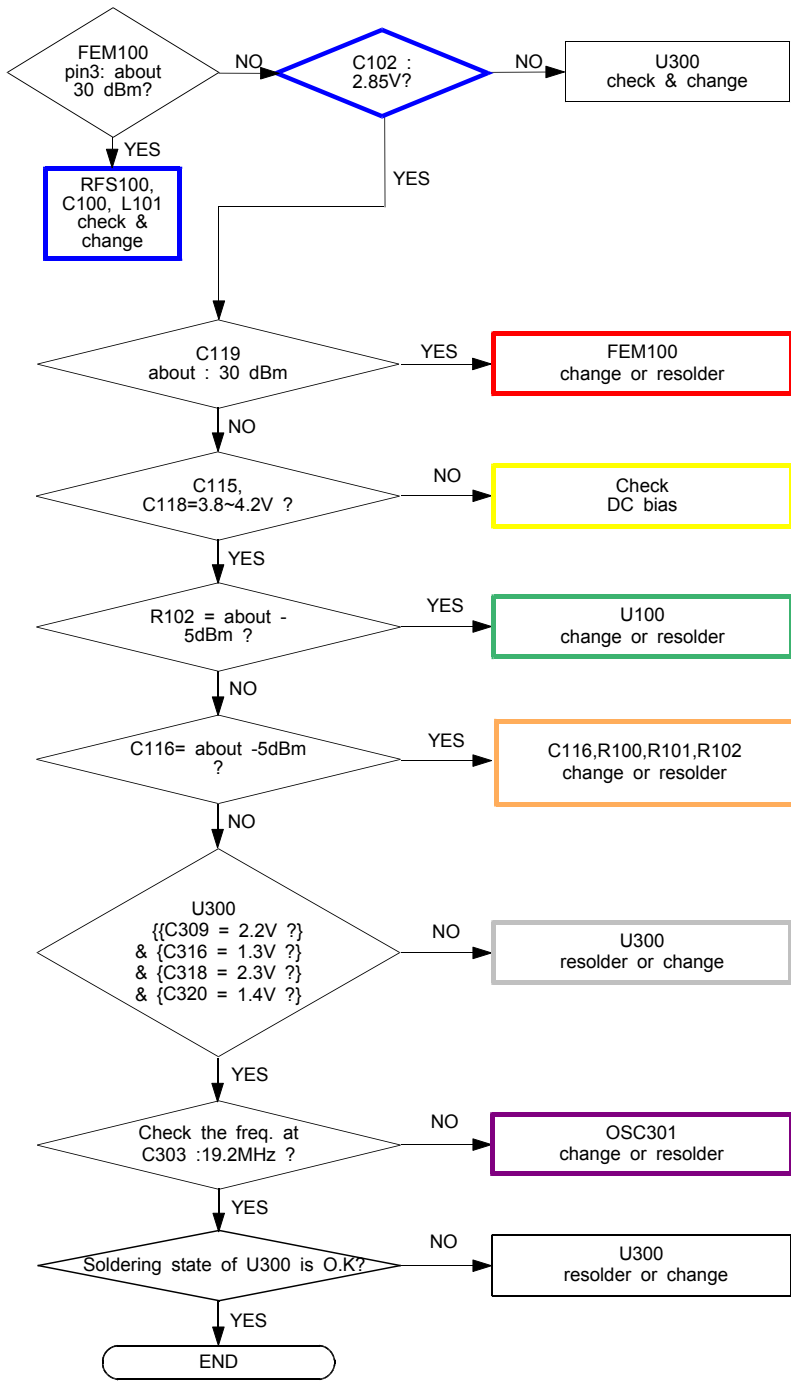 FEM100
pin3: about
30 dBm?
NO
C102 :
2.85V?
NO
U300
check & change
YES
RFS100,
C100, L101
check &
change
YES
C119
about : 30 dBm
YES
FEM100
change or resolder
NO
C115,
C118=3.8~4.2V ?
NO
Check
DC bias
YES
R102 = about -
5dBm ?
YES
U100
change or resolder
NO
C116= about -5dBm
?
YES
C116,R100,R101,R102
change or resolder
NO
U300
{{C309 = 2.2V ?}
& {C316 = 1.3V ?}
& {C318 = 2.3V ?}
& {C320 = 1.4V ?}
NO
U300
resolder or change
YES
Check the freq. at
C303 :19.2MHz ?
NO
OSC301
change or resolder
YES
Soldering state of U300 is O.K?
NO
U300
resolder or change
YES
END